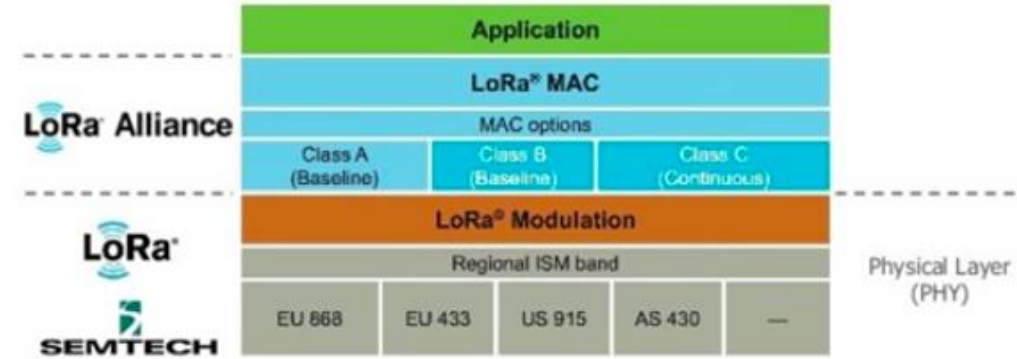 Application
LoRa® MAC
LoRa Alliance
MAC options
Class A
(Baseline)
Class B
(Baseline)
Class C
(Continuous)
LoRa® Modulation
LoRa®
Regional ISM band
Physical Layer
(PHY)
EU 868
EU 433
US 915
AS 430
—
SEMTECH